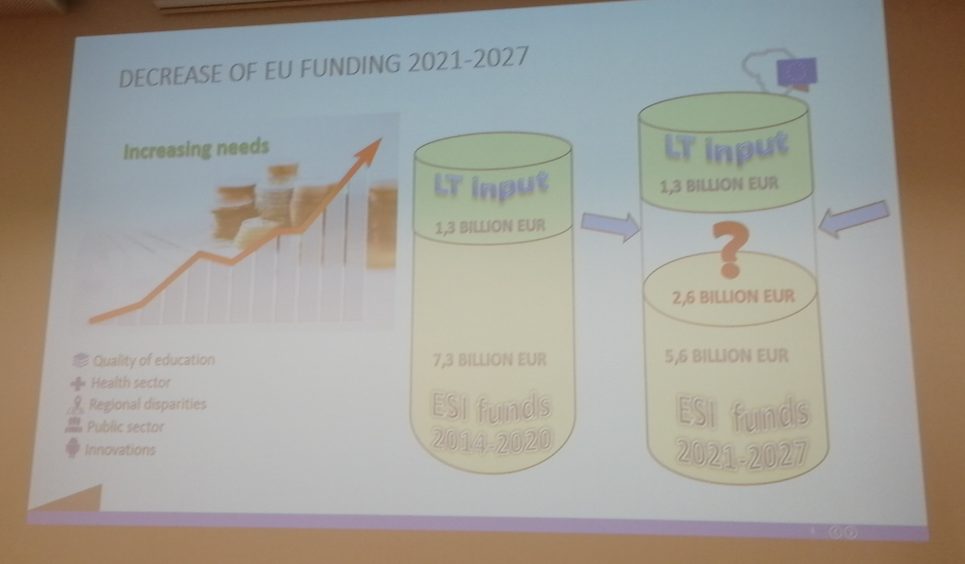 DECREASE OF EU FUNDING 2021-2027
Increasing needs
Quality of education
Health sector
Regional disparities
Public sector
Innovations
LT input
1,3 BILLION EUR
7,3 BILLION EUR
ESI funds
2014-2020
LT input
1,3 BILLION EUR
?
2,6 BILLION EUR
5,6 BILLION EUR
ESI funds
2021-2027